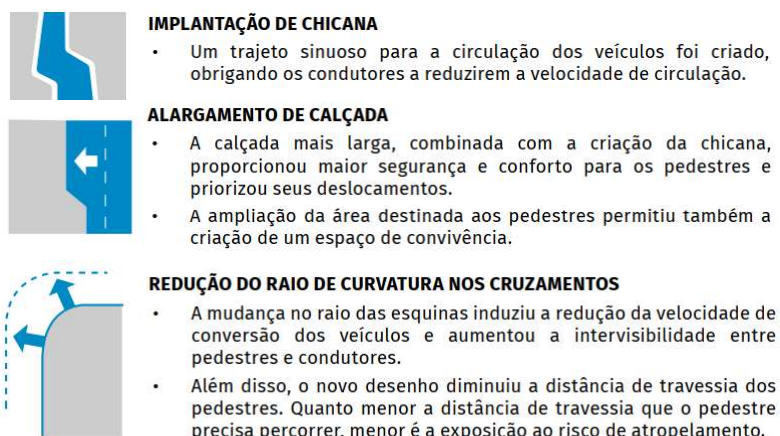 IMPLANTAÇÃO DE CHICANA
• Um trajeto sinuoso para a circulação dos veículos foi criado,
obrigando os condutores a reduzirem a velocidade de circulação.
ALARGAMENTO DE CALÇADA
• A calçada mais larga, combinada com a criação da chicana,
proporcionou maior segurança e conforto para os pedestres e
priorizou seus deslocamentos.
• A ampliação da área destinada aos pedestres permitiu também a
criação de um espaço de convivência.
REDUÇÃO DO RAIO DE CURVATURA NOS CRUZAMENTOS
• A mudança no raio das esquinas induziu a redução da velocidade de
conversão dos veículos e aumentou a intervisibilidade entre
pedestres e condutores.
• Além disso, o novo desenho diminuiu a distância de travessia dos
pedestres. Quanto menor a distância de travessia que o pedestre
precisa percorrer, menor é a exposição ao risco de atropelamento.